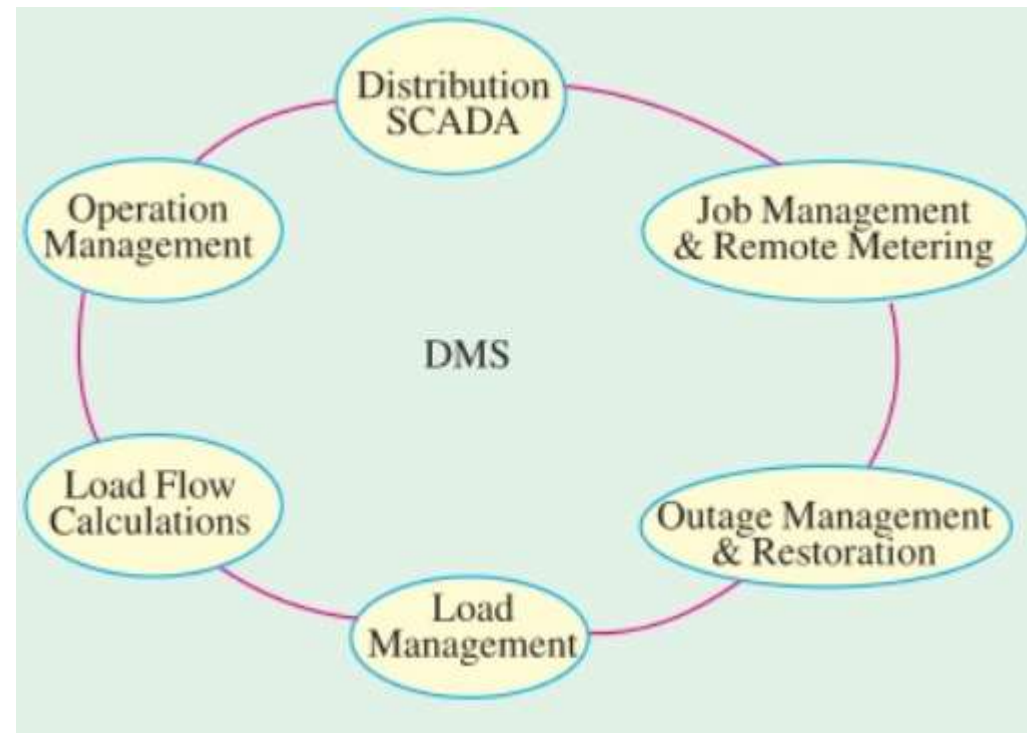 Distribution
SCADA
Operation
Management
Job Management
& Remote Metering
DMS
Load Flow
Calculations
Outage Management
& Restoration
Load
Management